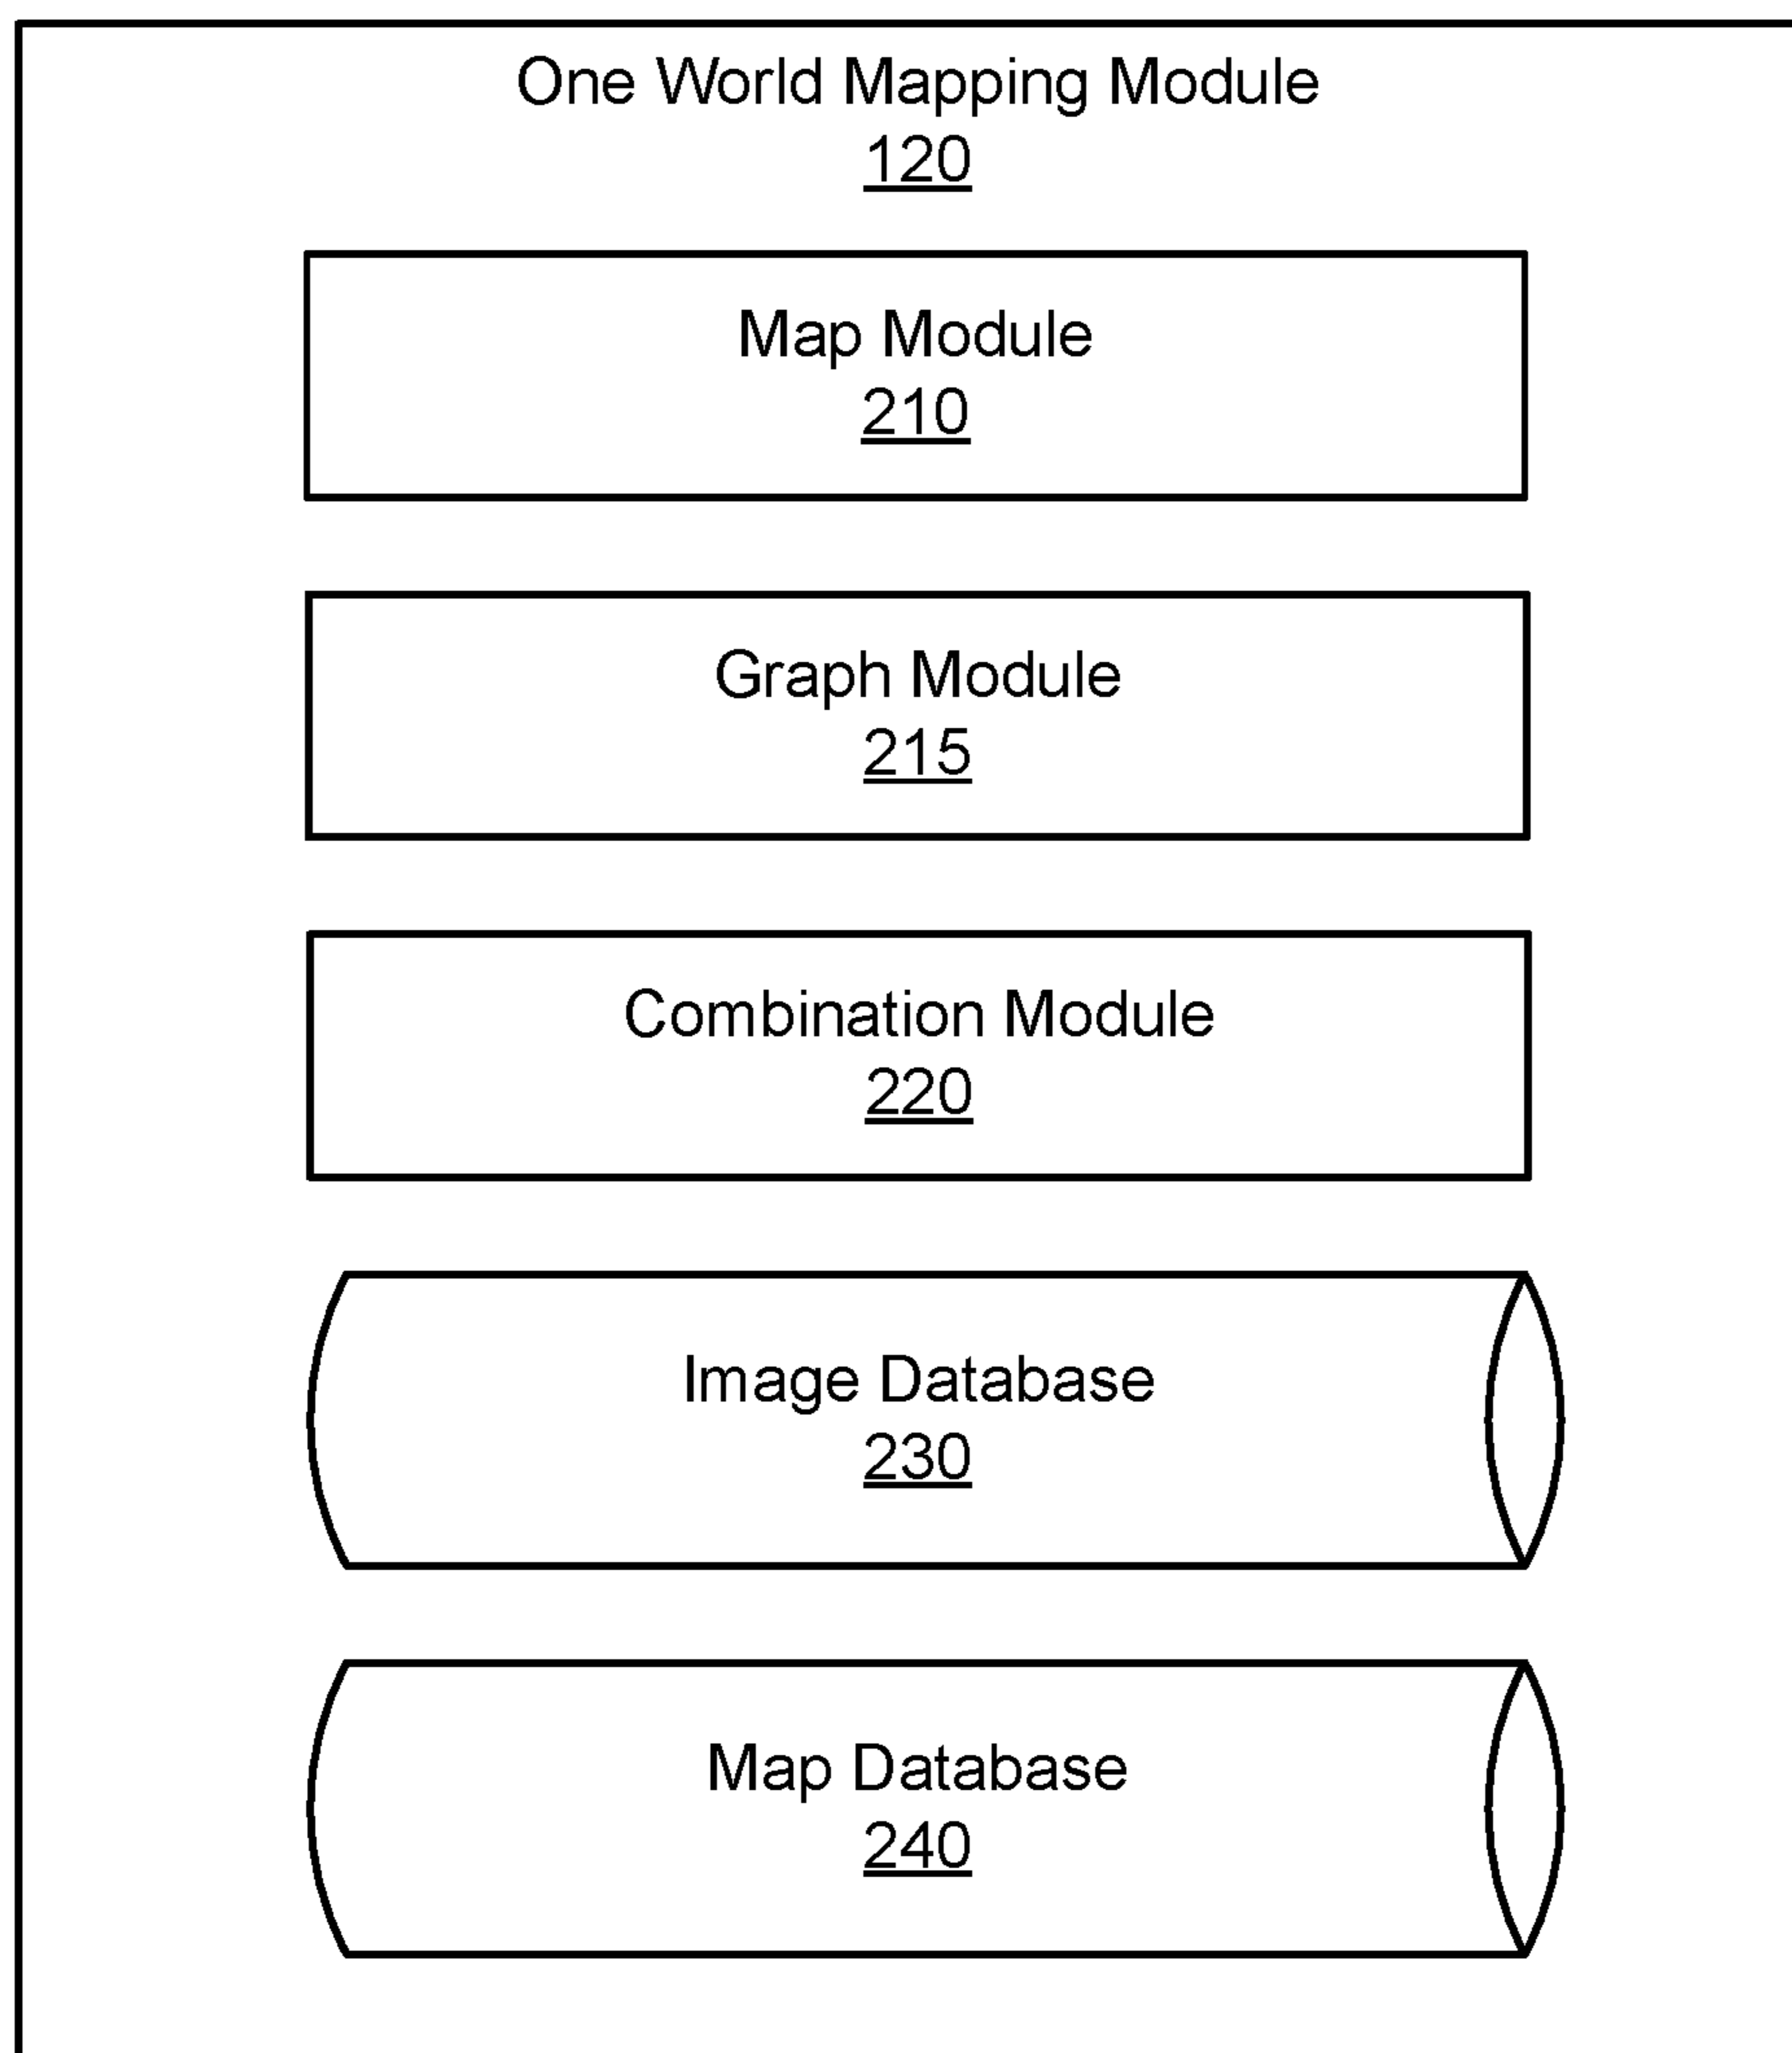 One World Mapping Module
120
Map Module
210
Graph Module
215
Combination Module
220
Image Database
230
Map Database
240